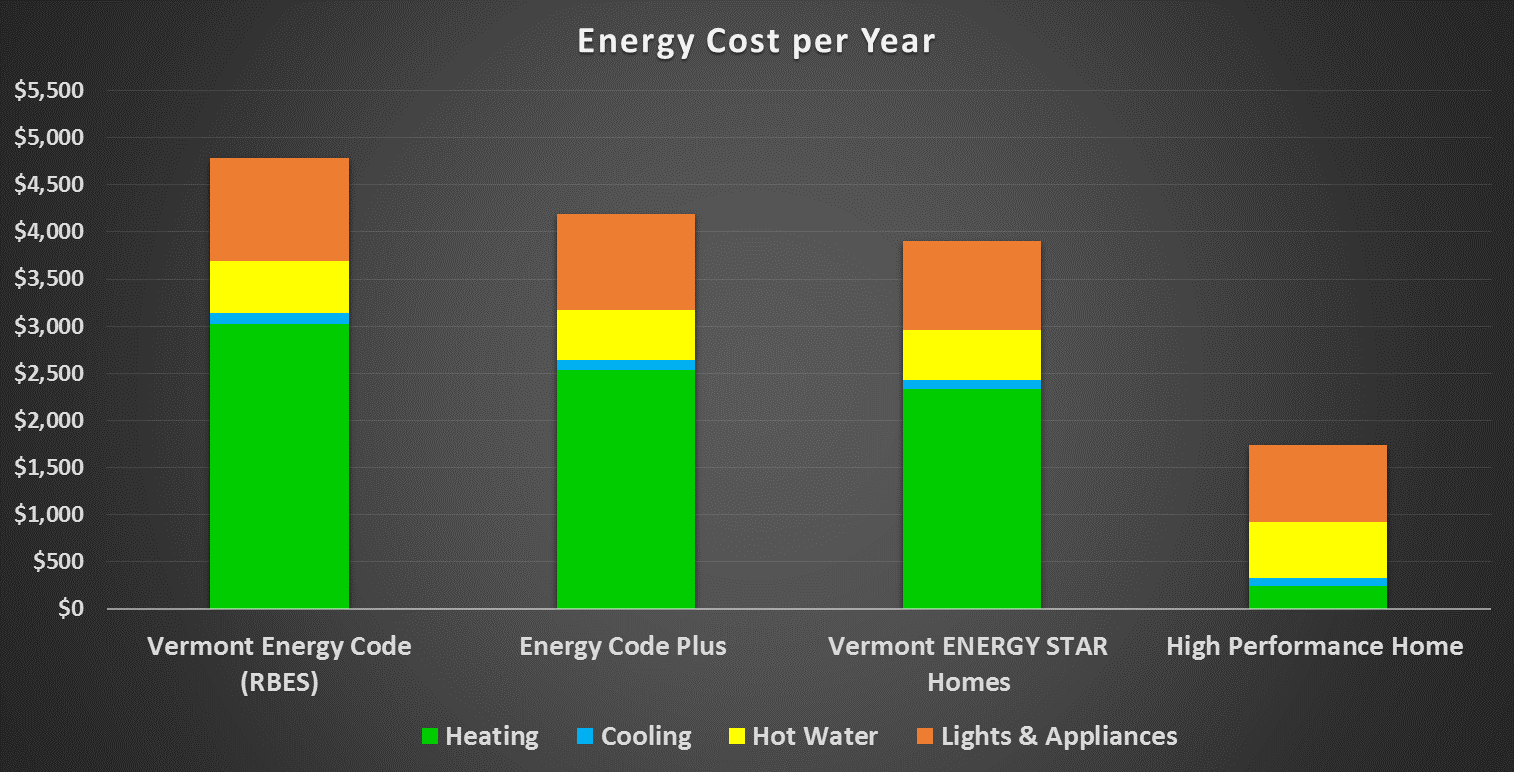 Energy Cost per Year
$5,500
$5,000
$4,500
$4,000
$3,500
$3,000
$2,500
$2,000
$1,500
$1,000
$500
$0
Vermont Energy Code
(RBES)
Energy Code Plus
Vermont ENERGY STAR
Homes
High Performance Home
Heating
Cooling
Hot Water
Lights & Appliances